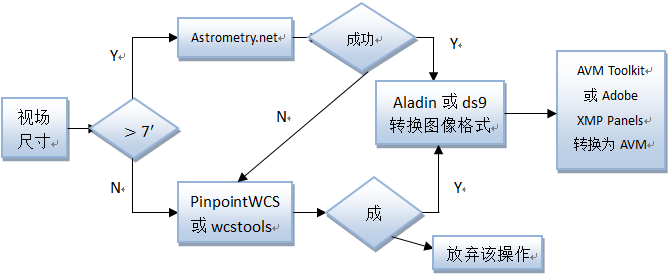 视场
尺寸
> 7′
Y
N
Astrometry.net
成功
Y
N
PinpointWCS
或 wcstools
成
Y
放弃该操作
Aladin 或 ds9
转换图像格式
AVM Toolkit
或 Adobe
XMP Panels
转换为 AVM